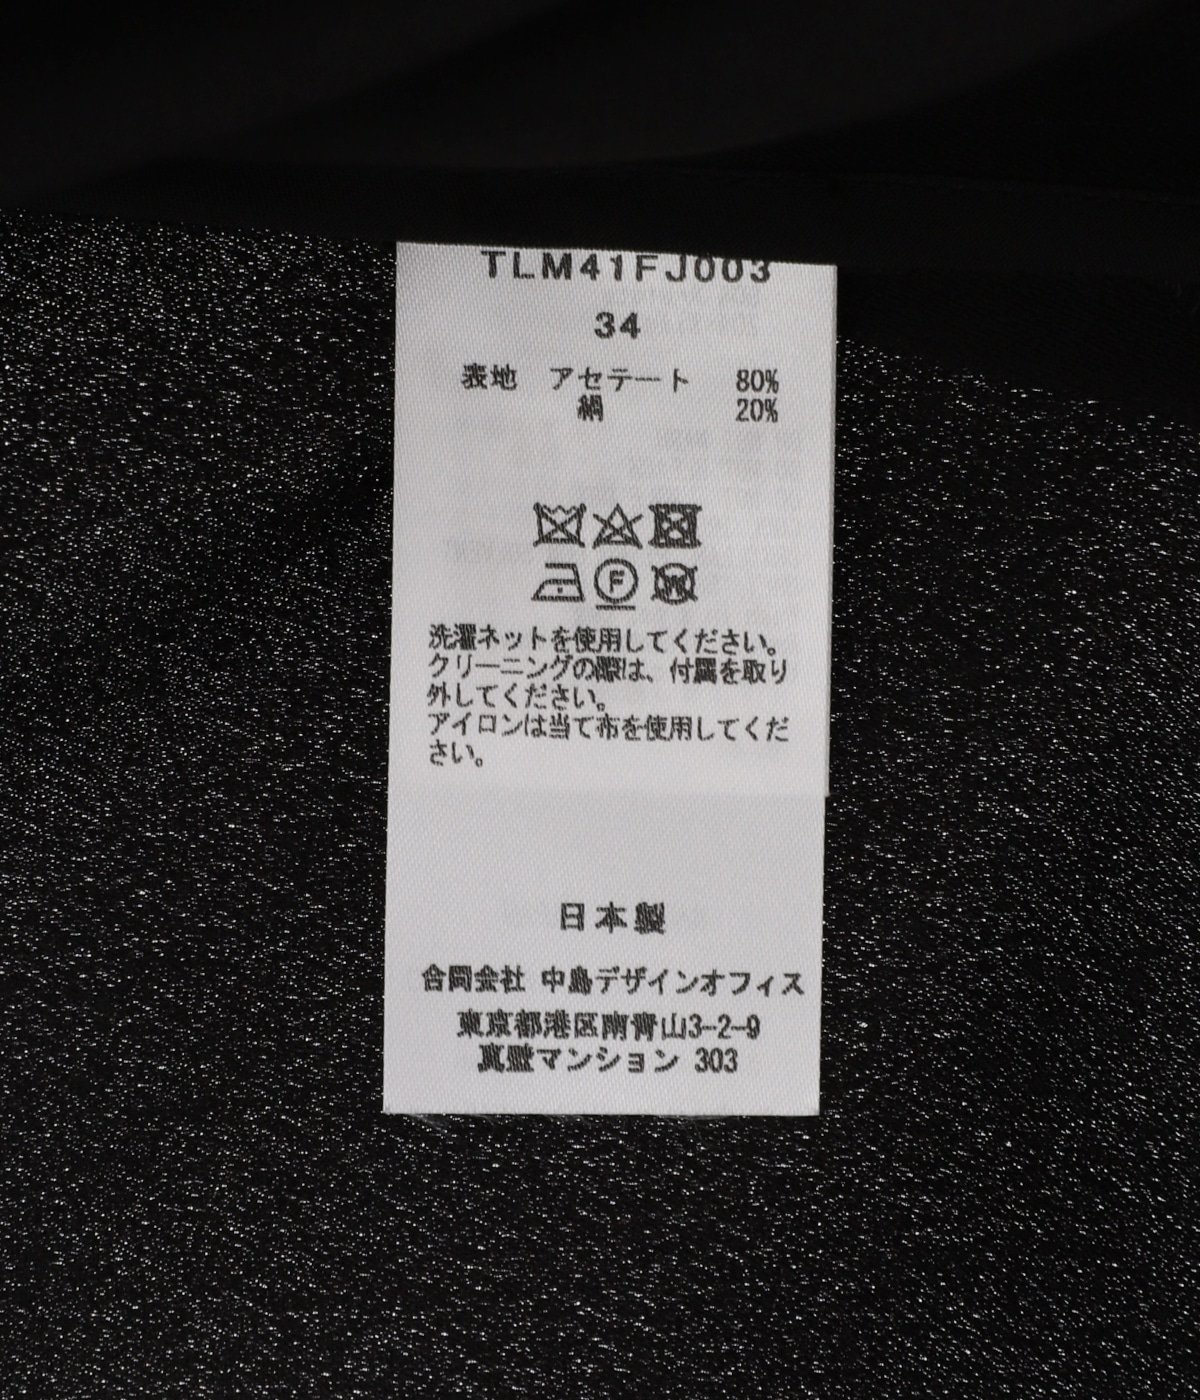 TLM41FJ003
34
表地 アセテート 80%
絹 20%
F
W
洗濯ネットを使用してください。
クリーニングの際は、付属を取り
外してください。
アイロンは当て布を使用してくだ
さい。
日本製
合同会社 中島デザインオフィス
東京都港区南青山3-2-9
真壁マンション 303